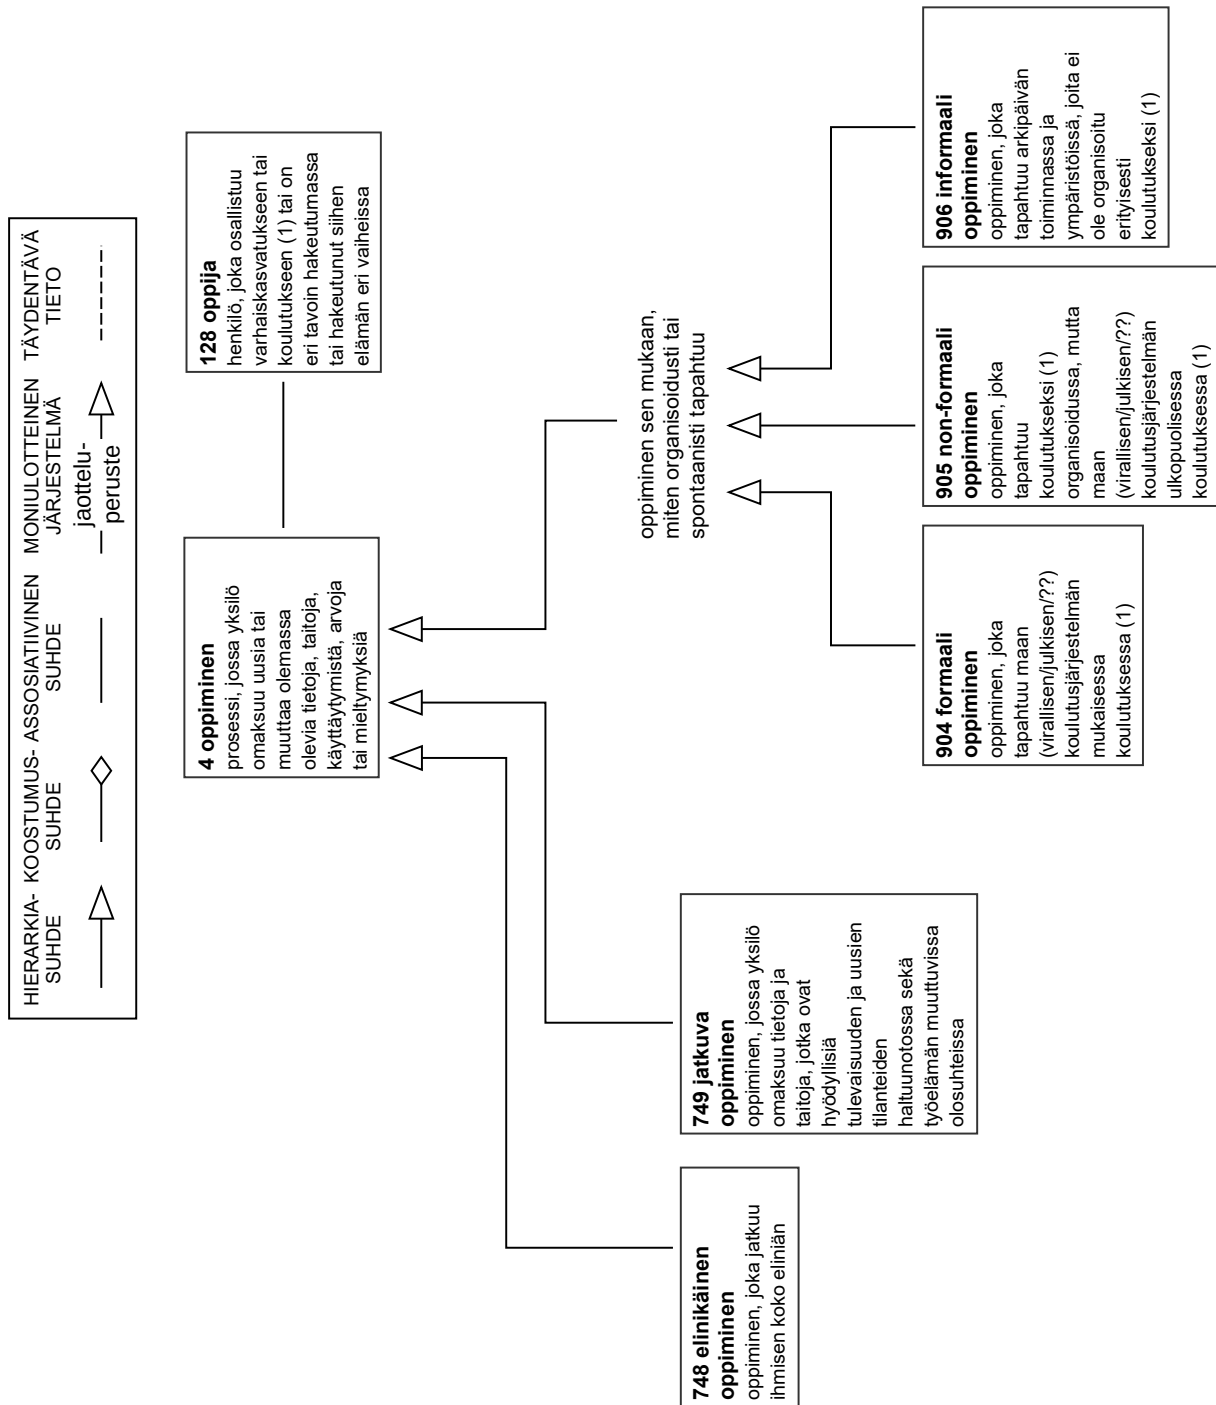 HIERARKIA- KOOSTUMUS- ASSOSIATIIVINEN MONIULOTTEINEN TÄYDENTÄVÄ
SUHDE SUHDE SUHDE JÄRJESTELMÄ TIETO
jaottelu-
peruste
4 oppiminen
prosessi, jossa yksilö
omaksuu uusia tai
muuttaa olemassa
olevia tietoja, taitoja,
käyttäytymistä, arvoja
tai mieltymyksiä
128 oppija
henkilö, joka osallistuu
varhaiskasvatukseen tai
koulutukseen (1) tai on
eri tavoin hakeutumassa
tai hakeutunut siihen
elämän eri vaiheissa
oppiminen sen mukaan,
miten organisoidusti tai
spontaanisti tapahtuu
748 elinikäinen
oppiminen
oppiminen, joka jatkuu
ihmisen koko eliniän
749 jatkuva
oppiminen
oppiminen, jossa yksilö
omaksuu tietoja ja
taitoja, jotka ovat
hyödyllisiä
tulevaisuuden ja uusien
tilanteiden
haltuunotossa sekä
työelämän muuttuvissa
olosuhteissa
904 formaali
oppiminen
oppiminen, joka
tapahtuu maan
(virallisen/julkisen/??)
koulutusjärjestelmän
mukaisessa
koulutuksessa (1)
905 non-formaali
oppiminen
oppiminen, joka
tapahtuu
koulutukseksi (1)
organisoidussa, mutta
maan
(virallisen/julkisen/??)
koulutusjärjestelmän
ulkopuolisessa
koulutuksessa (1)
906 informaali
oppiminen
oppiminen, joka
tapahtuu arkipäivän
toiminnassa ja
ympäristöissä, joita ei
ole organisoitu
erityisesti
koulutukseksi (1)